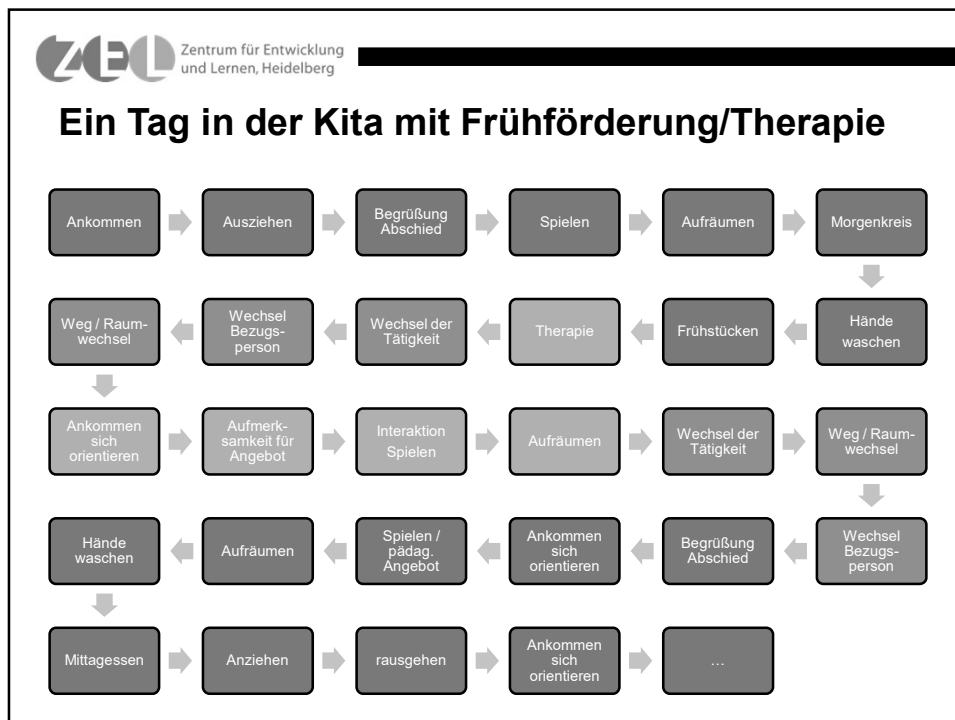 ZEL
Zentrum für Entwicklung
und Lernen, Heidelberg
Ein Tag in der Kita mit Frühförderung/Therapie
Ankommen
Ausziehen
Begrüßung
Abschied
Spielen
Aufräumen
Morgenkreis
Hände
waschen
Frühstücken
Therapie
Wechsel der
Tätigkeit
Wechsel
Bezugs-
person
Weg / Raum-
wechsel
Ankommen
sich
orientieren
Aufmerk-
samkeit für
Angebot
Interaktion
Spielen
Aufräumen
Wechsel der
Tätigkeit
Weg / Raum-
wechsel
Wechsel
Bezugs-
person
Begrüßung
Abschied
Ankommen
sich
orientieren
Spielen /
pädag.
Angebot
Aufräumen
Hände
waschen
Mittagessen
Anziehen
rausgehen
Ankommen
sich
orientieren
…